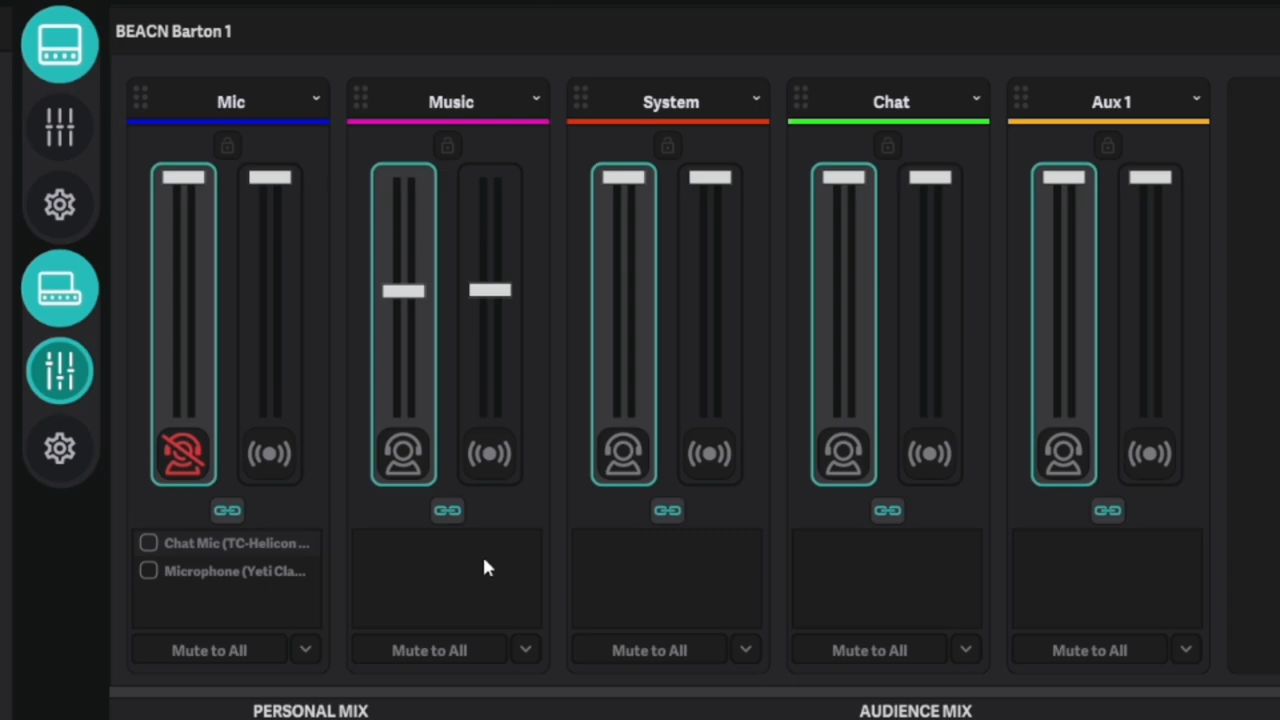 BEACN Barton 1
Mic
Music
System
Chat
Aux 1
Chat Mic (TC-Helicon ...
Microphone (Yeti Cla...
Mute to All
Mute to All
Mute to All
Mute to All
Mute to All
PERSONAL MIX
AUDIENCE MIX